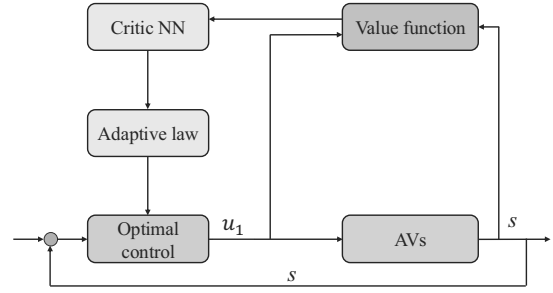 Critic NN
Value function
Adaptive law
Optimal
control
u₁
AVs
s
s